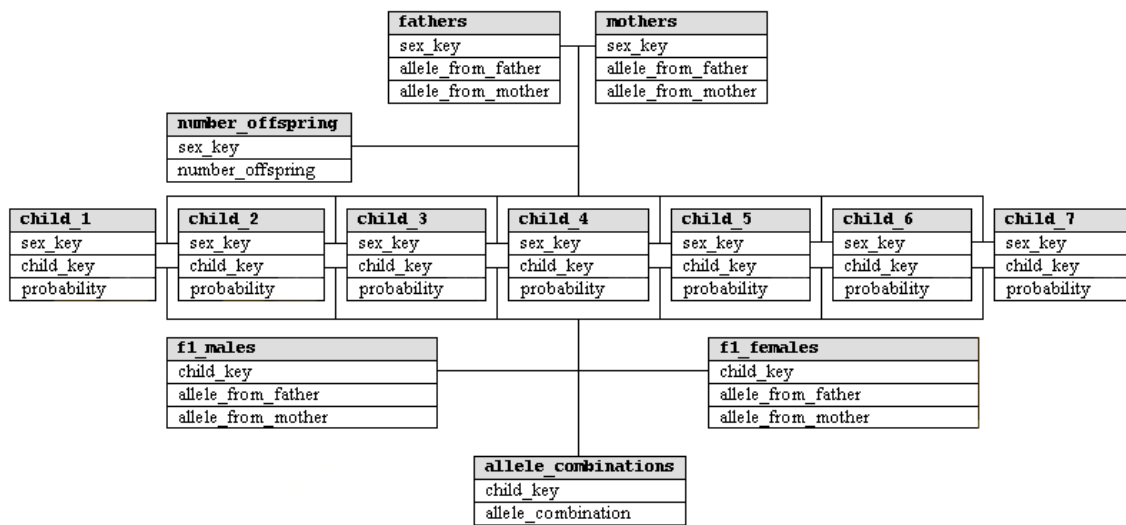 fathers
sex_key
allele_from_father
allele_from_mother
mothers
sex_key
allele_from_father
allele_from_mother
number_offspring
sex_key
number_offspring
child_1
sex_key
child_key
probability
child_2
sex_key
child_key
probability
child_3
sex_key
child_key
probability
child_4
sex_key
child_key
probability
child_5
sex_key
child_key
probability
child_6
sex_key
child_key
probability
child_7
sex_key
child_key
probability
f1_males
child_key
allele_from_father
allele_from_mother
f1_females
child_key
allele_from_father
allele_from_mother
allele_combinations
child_key
allele_combination